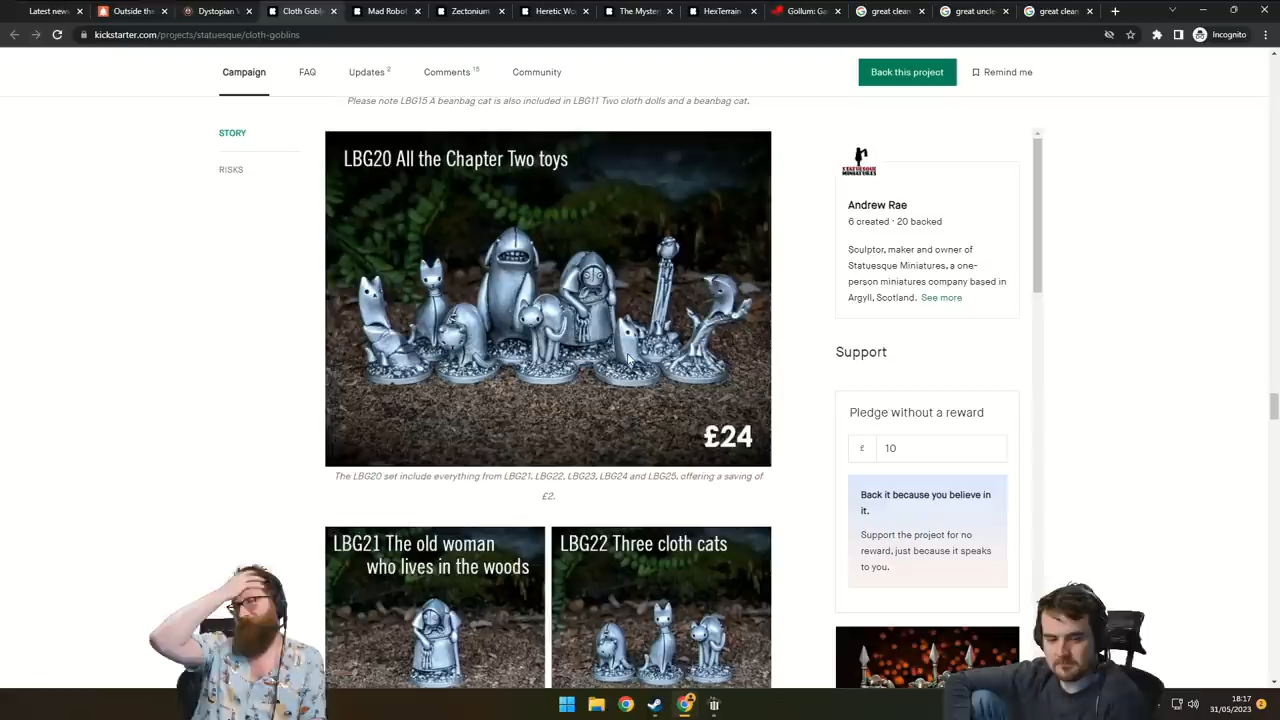 Latest news
Dystopian W
Cloth Gobl
Mad Robot
Zectonium
Heretic Wo
The Myster
HexTerrain
Gollum: Ga
great uncle
great clean
kickstarter.com/projects/statuesque/cloth-goblins
Incognito
Campaign
FAQ
Updates 2
Comments 15
Community
Back this project
Remind me
Please note LBG15 A beanbag cat is also included in LBG11 Two cloth dolls and a beanbag cat.
STORY
RISKS
LBG20 All the Chapter Two toys
£24
The LBG20 set include everything from LBG21, LBG22, LBG23, LBG24 and LBG25, offering a saving of
£2.
LBG21 The old woman
who lives in the woods
LBG22 Three cloth cats
STATUESQUE
MINIATURES
Andrew Rae
6 created · 20 backed
Sculptor, maker and owner of
Statuesque Miniatures, a one-
person miniatures company based in
Argyll, Scotland. See more
Support
Pledge without a reward
£ 10
Back it because you believe in
it.
Support the project for no
reward, just because it speaks
to you.
18:17
31/05/2023
2